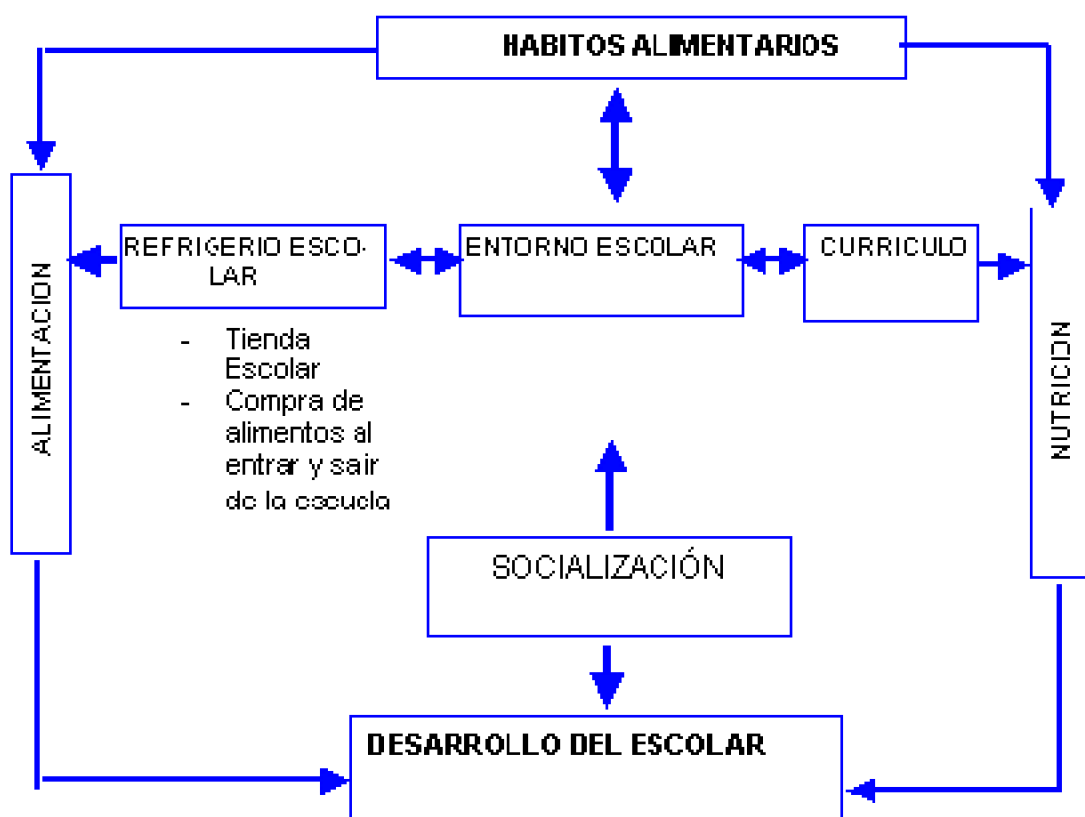 HABITOS ALIMENTARIOS
ALIMENTACION
REFRIGERIO ESCO-
LAR
ENTORNO ESCOLAR
CURRICULO
NUTRICION
- Tienda
Escolar
- Compra de
alimentos al
entrar y sair
de la escuela
SOCIALIZACIÓN
DESARROLLO DEL ESCOLAR